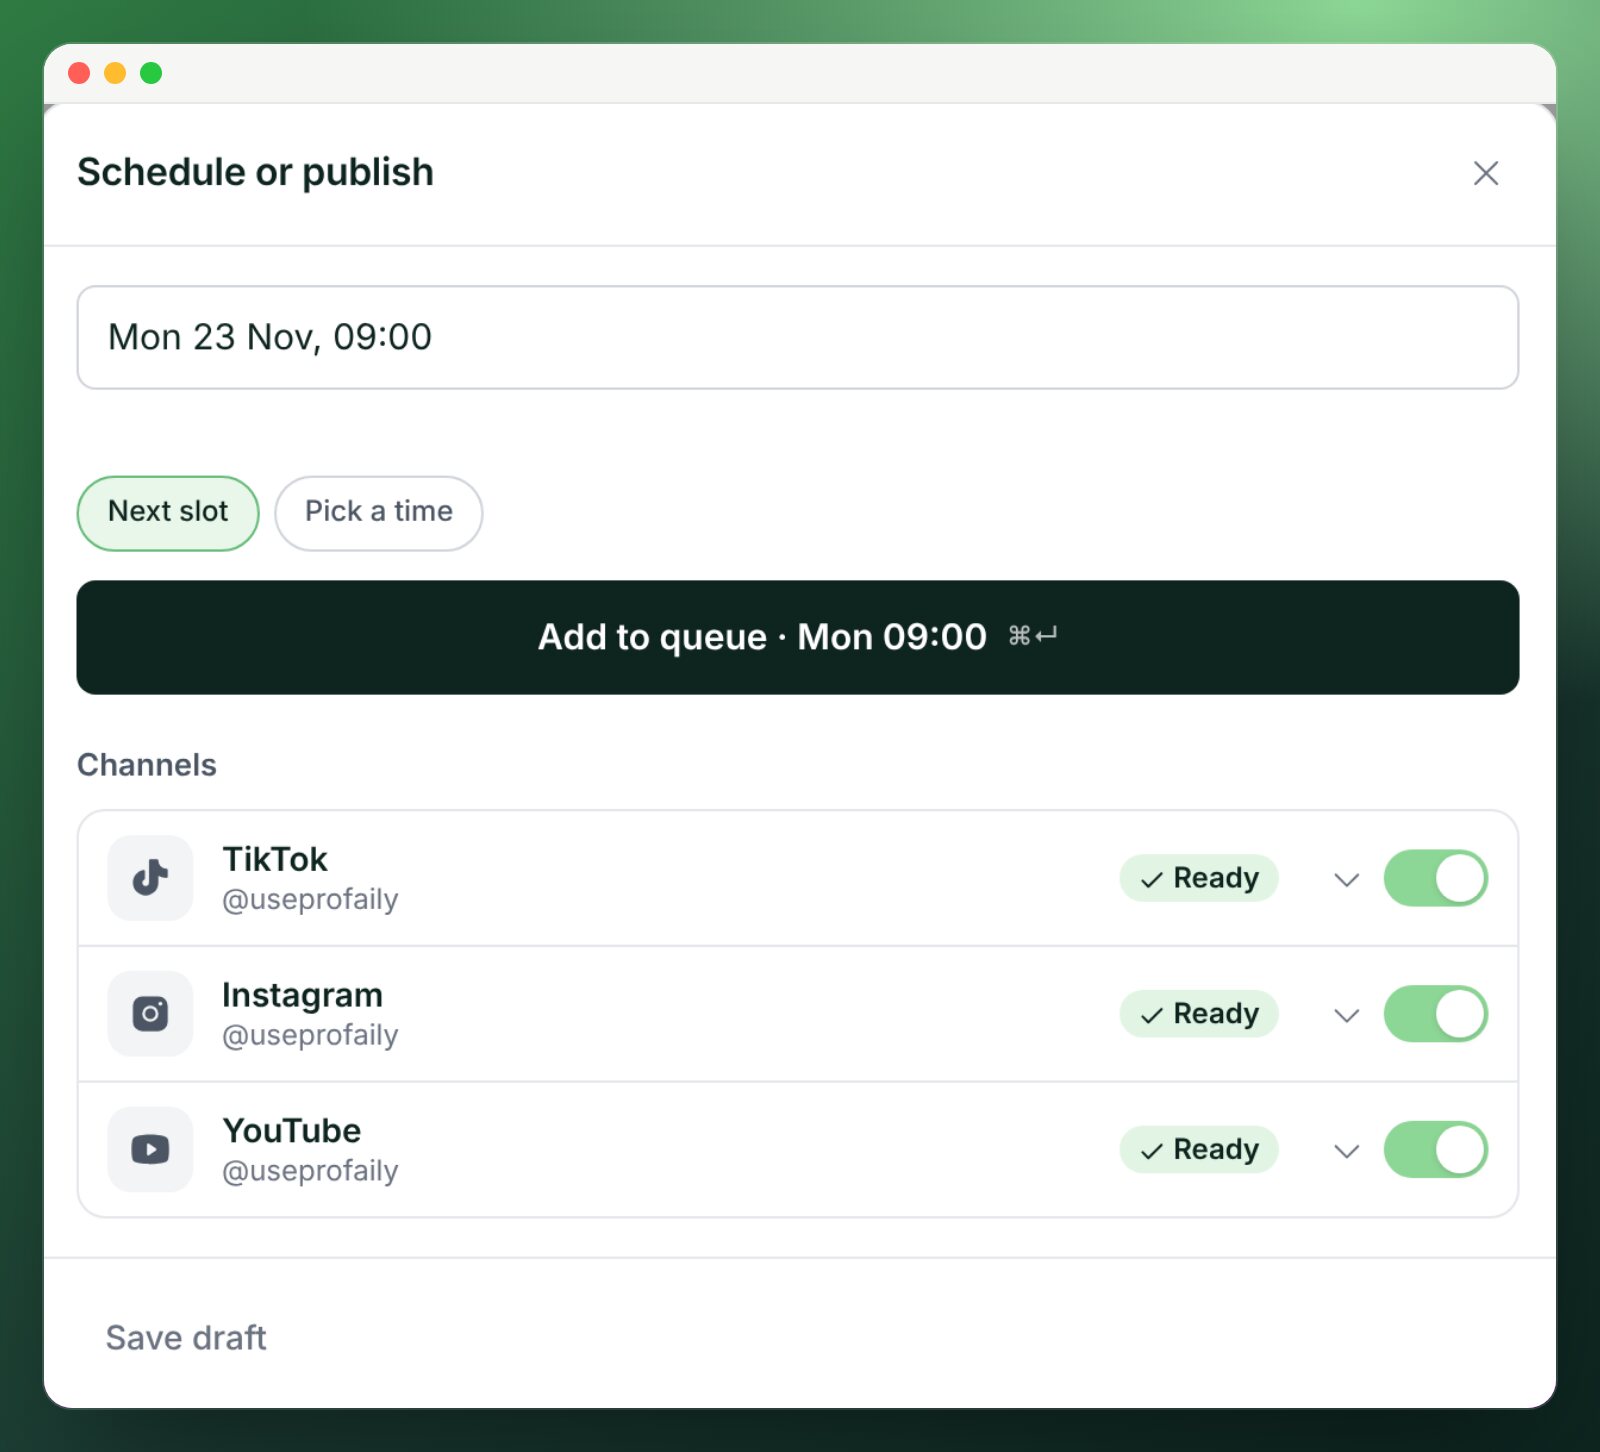 Schedule or publish
Mon 23 Nov, 09:00
Next slot
Pick a time
Add to queue · Mon 09:00 ⌘↵
Channels
TikTok
@useprofaily
Ready
Instagram
@useprofaily
Ready
YouTube
@useprofaily
Ready
Save draft